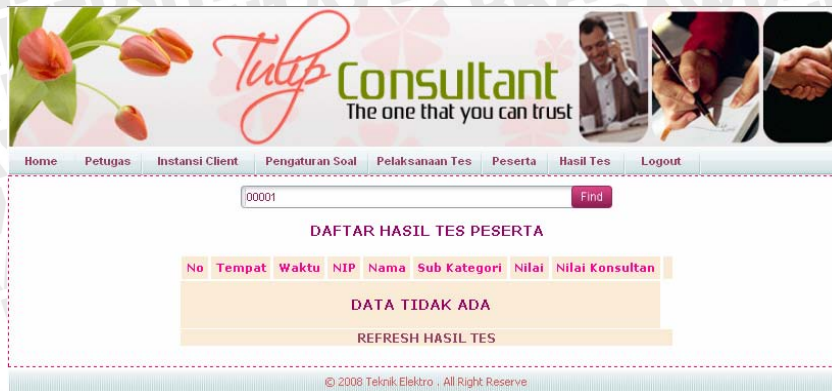 Tulip
Consultant
The one that you can trust
Home Petugas Instansi Client Pengaturan Soal Pelaksanaan Tes Peserta Hasil Tes Logout
00001 Find
DAFTAR HASIL TES PESERTA
No Tempat Waktu NIP Nama Sub Kategori Nilai Nilai Konsultan
DATA TIDAK ADA
REFRESH HASIL TES
© 2008 Teknik Elektro . All Right Reserve